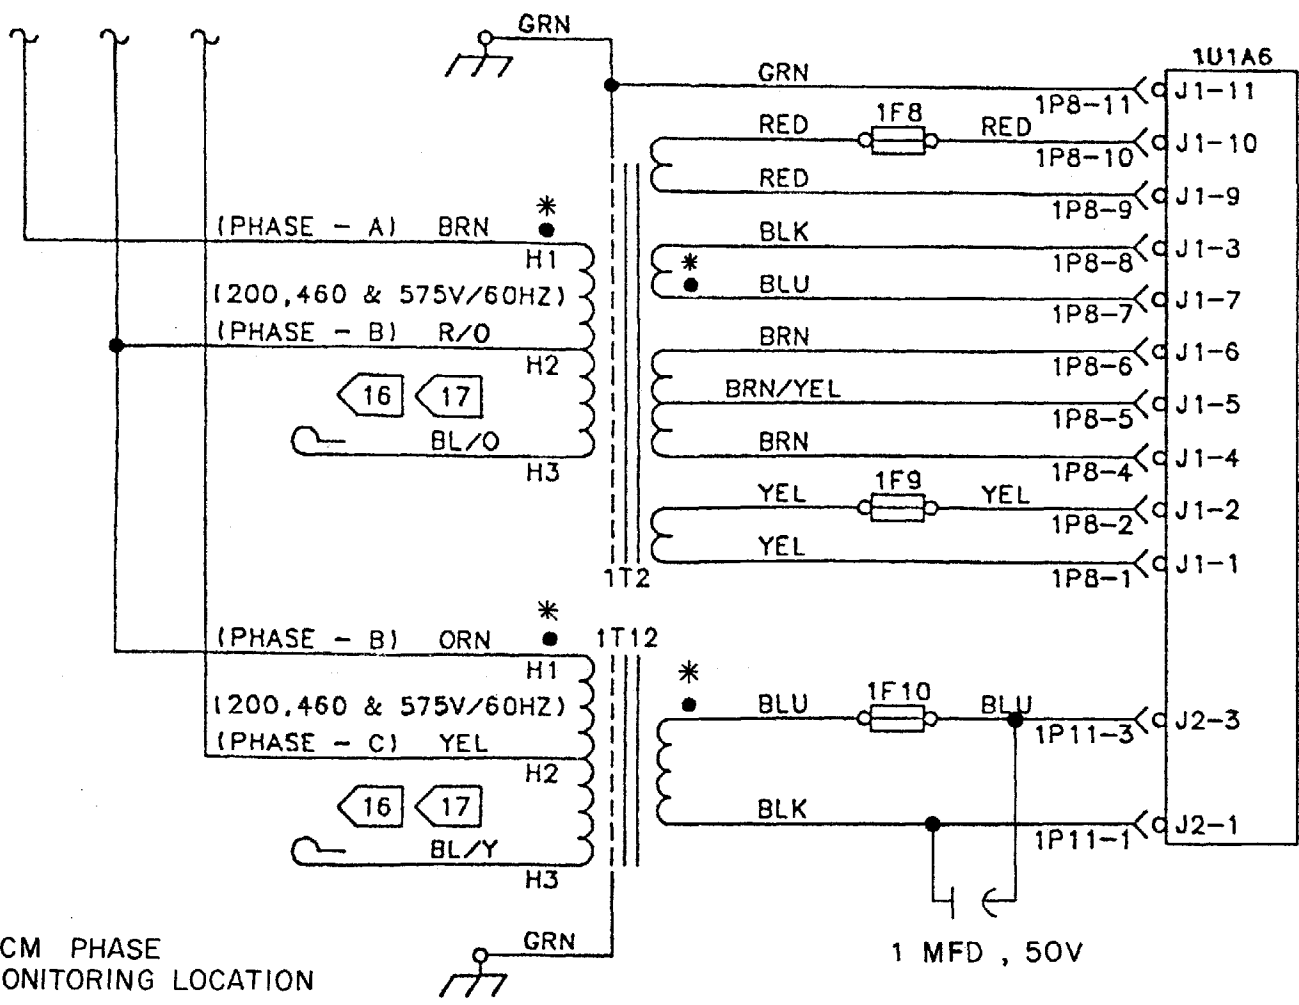 GRN
1U1A6
GRN
1P8-11
J1-11
RED
1F8
RED
1P8-10
J1-10
RED
1P8-9
J1-9
*
(PHASE - A) BRN
H1
BLK
1P8-8
J1-3
*
(200,460 & 575V/60HZ)
BLU
1P8-7
J1-7
(PHASE - B) R/O
H2
BRN
1P8-6
J1-6
16 17
BRN/YEL
1P8-5
J1-5
BL/O
H3
BRN
1P8-4
J1-4
YEL
1F9
YEL
1P8-2
J1-2
YEL
1P8-1
J1-1
1T2
*
(PHASE - B) ORN
H1
1T12
*
(200,460 & 575V/60HZ)
BLU
1F10
BLU
1P11-3
J2-3
(PHASE - C) YEL
H2
16 17
BLK
1P11-1
J2-1
BL/Y
H3
GRN
1 MFD , 50V
CM PHASE
ONITORING LOCATION